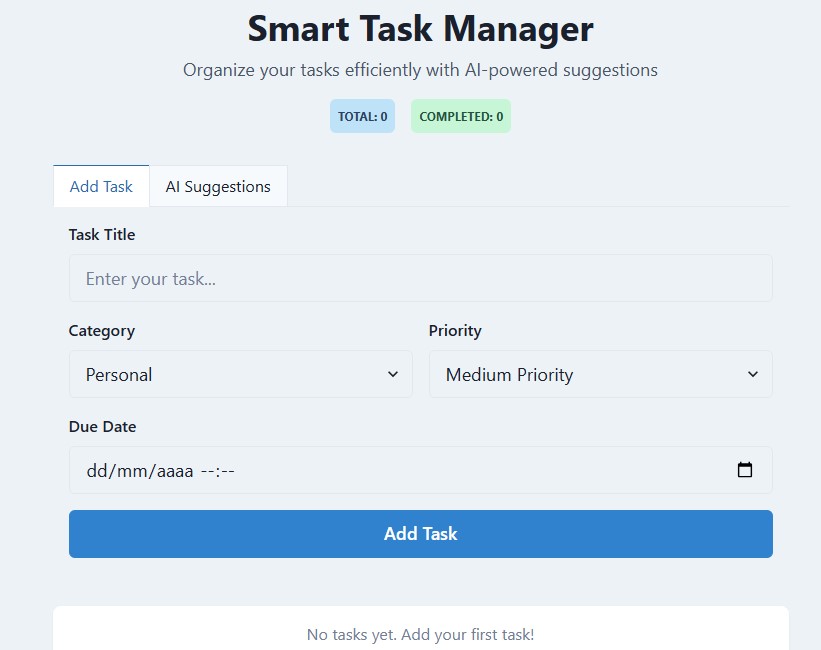 Smart Task Manager
Organize your tasks efficiently with AI-powered suggestions
TOTAL: 0 COMPLETED: 0
Add Task AI Suggestions
Task Title
Enter your task...
Category Priority
Personal Medium Priority
Due Date
dd/mm/aaaa --:--
Add Task
No tasks yet. Add your first task!